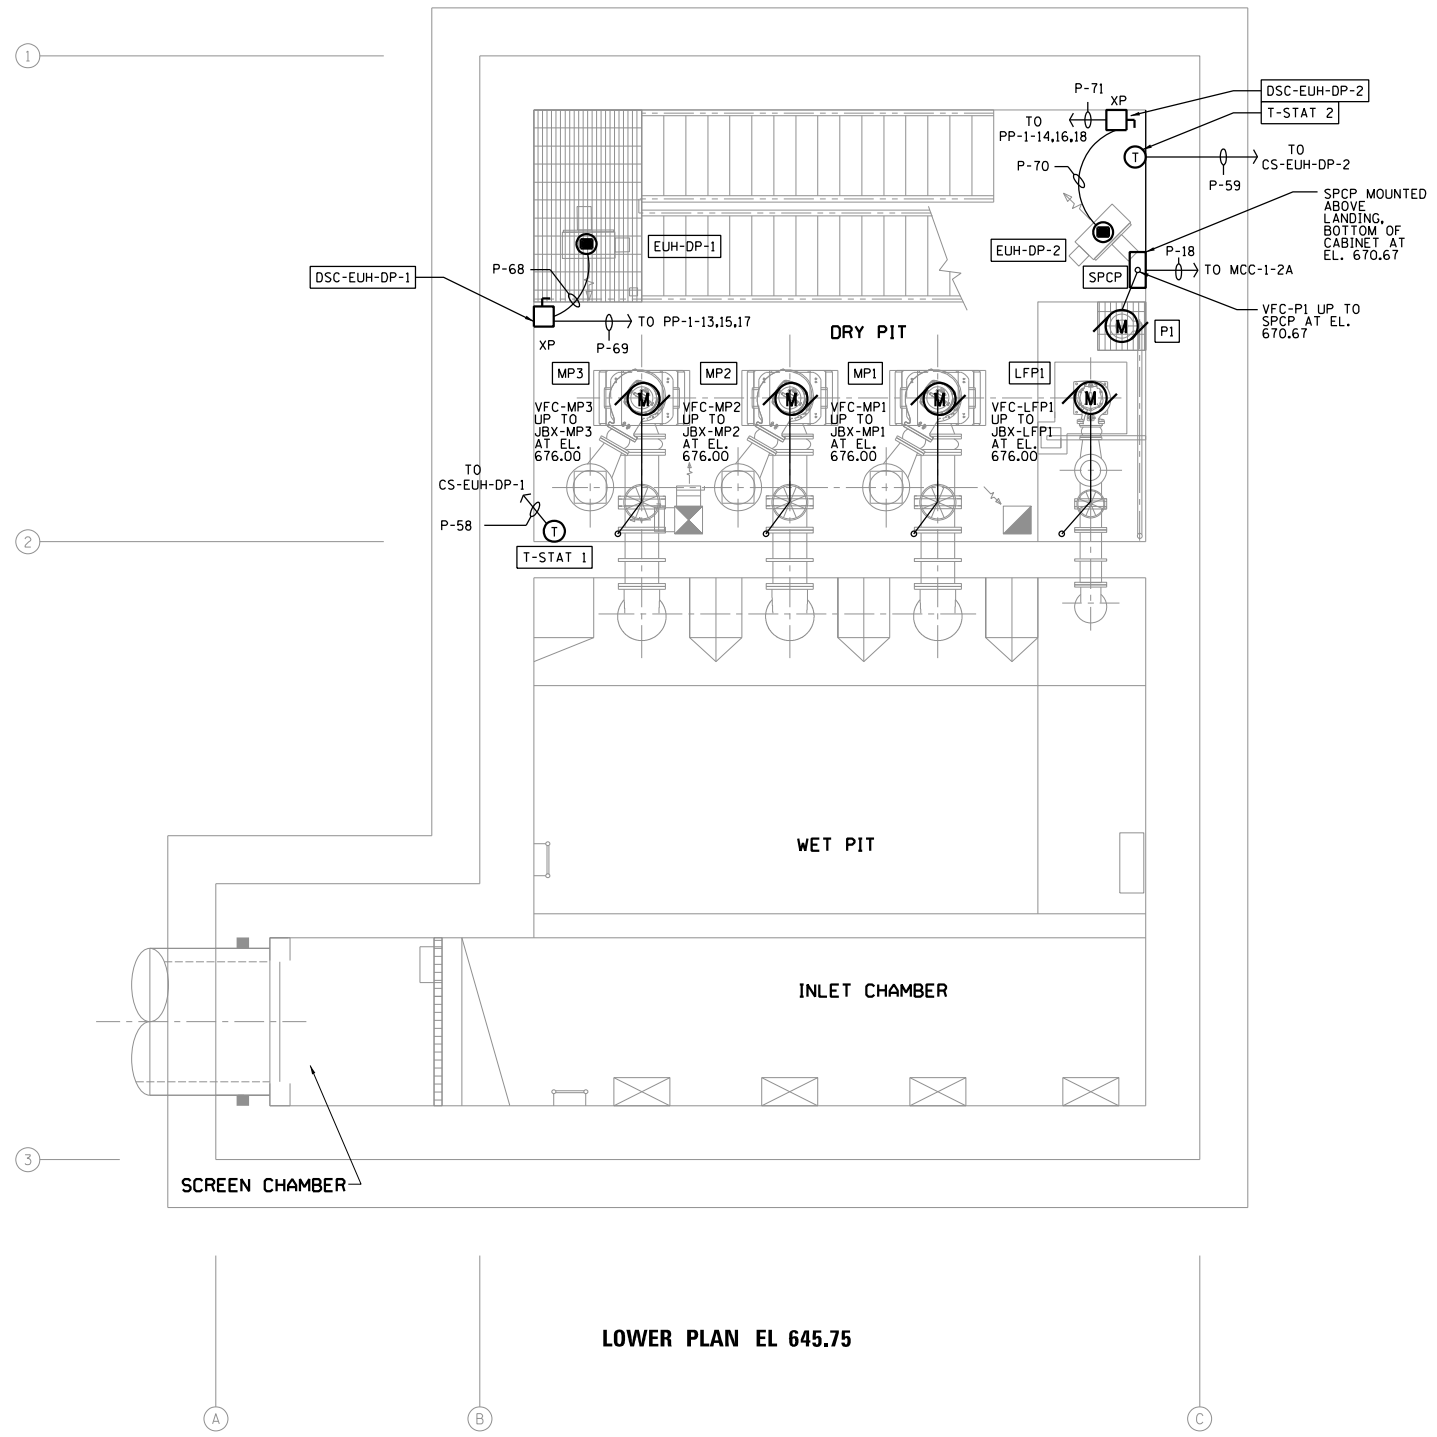 1
P-71
XP
DSC-EUH-DP-2
T-STAT 2
TO
PP-1-14,16,18
T
TO
CS-EUH-DP-2
P-70
P-59
SPCP MOUNTED
ABOVE
LANDING,
BOTTOM OF
CABINET AT
EL. 670.67
EUH-DP-1
EUH-DP-2
P-18
P-68
DSC-EUH-DP-1
SPCP
TO MCC-1-2A
VFC-P1 UP TO
SPCP AT EL.
670.67
TO PP-1-13,15,17
XP
P-69
DRY PIT
M
P1
MP3
MP2
MP1
LFP1
M
M
M
M
VFC-MP3
UP TO
JBX-MP3
AT EL.
676.00
VFC-MP2
UP TO
JBX-MP2
AT EL.
676.00
VFC-MP1
UP TO
JBX-MP1
AT EL.
676.00
VFC-LFP1
UP TO
JBX-LFP1
AT EL.
676.00
TO
CS-EUH-DP-1
P-58
T
T-STAT 1
2
WET PIT
INLET CHAMBER
3
SCREEN CHAMBER
LOWER PLAN EL 645.75
A
B
C